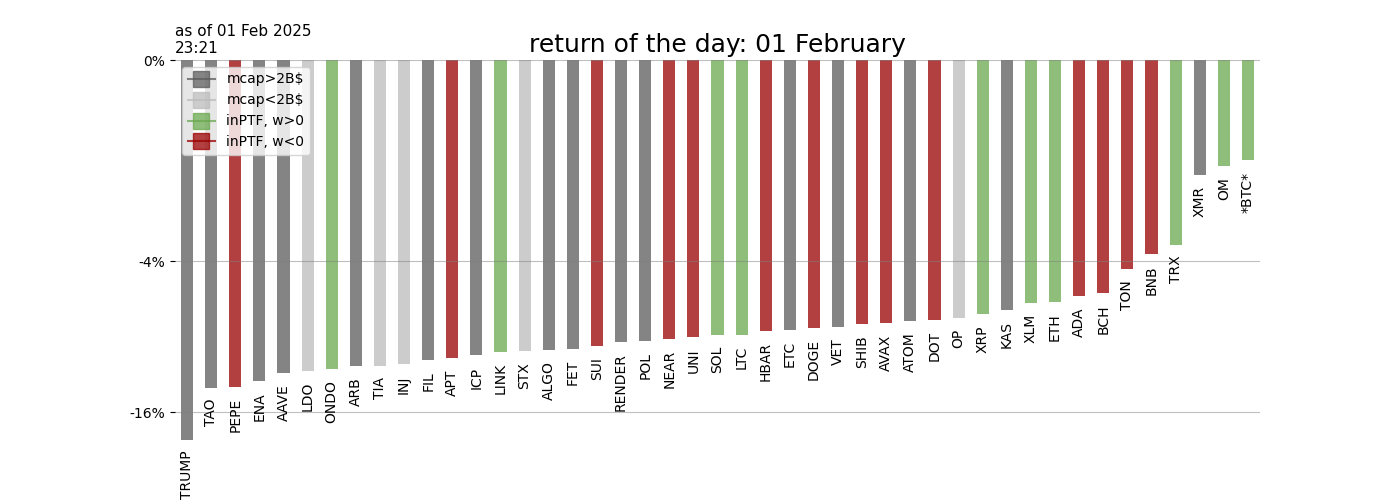 as of 01 Feb 2025
23:21
return of the day: 01 February
0%
-4%
-16%
mcap>2B$
mcap<2B$
inPTF, w>0
inPTF, w<0
TRUMP
TAO
PEPE
ENA
AAVE
LDO
ONDO
ARB
TIA
INJ
FIL
APT
ICP
LINK
STX
ALGO
FET
SUI
RENDER
POL
NEAR
UNI
SOL
LTC
HBAR
ETC
DOGE
VET
SHIB
AVAX
ATOM
DOT
OP
XRP
KAS
XLM
ETH
ADA
BCH
TON
BNB
TRX
XMR
OM
*BTC*